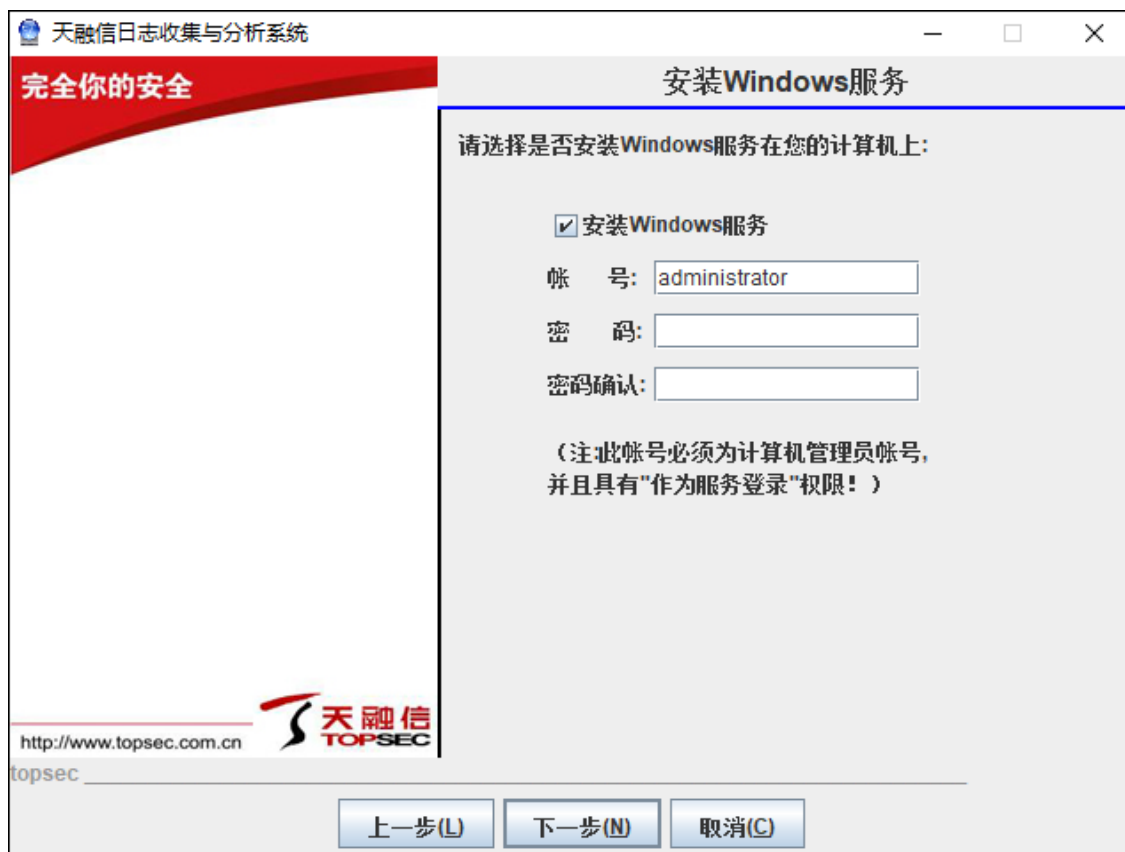 天融信日志收集与分析系统
完全你的安全
安装Windows服务
请选择是否安装Windows服务在您的计算机上:
安装Windows服务
帐 号: administrator
密 码:
密码确认:
（注:此帐号必须为计算机管理员帐号,
并且具有"作为服务登录"权限！）
天融信
TOPSEC
http://www.topsec.com.cn
topsec
上一步(L) 下一步(N) 取消(C)